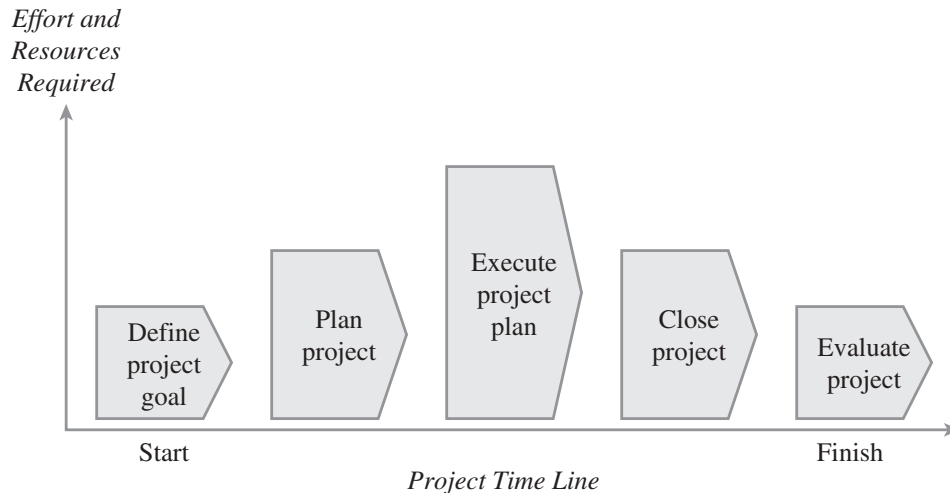 Effort and
Resources
Required
Define
project
goal
Plan
project
Execute
project
plan
Close
project
Evaluate
project
Start
Finish
Project Time Line